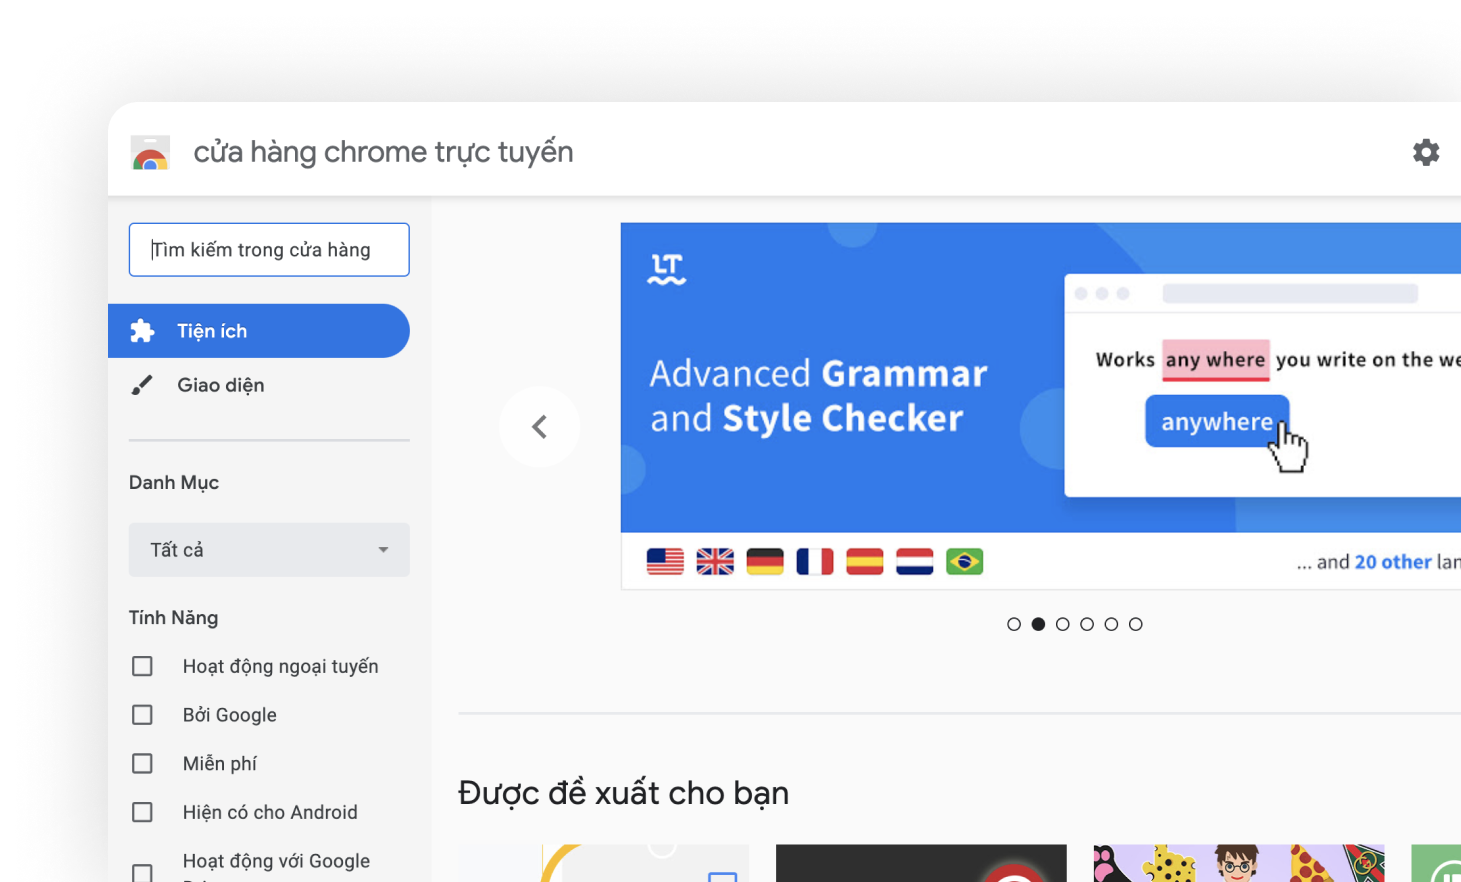 cửa hàng chrome trực tuyến
Tìm kiếm trong cửa hàng
Tiện ích
Giao diện
Danh Mục
Tất cả
Tính Năng
Hoạt động ngoại tuyến
Bởi Google
Miễn phí
Hiện có cho Android
Hoạt động với Google
LT
Advanced Grammar
and Style Checker
Works any where you write on the we
anywhere
... and 20 other lan
Được đề xuất cho bạn